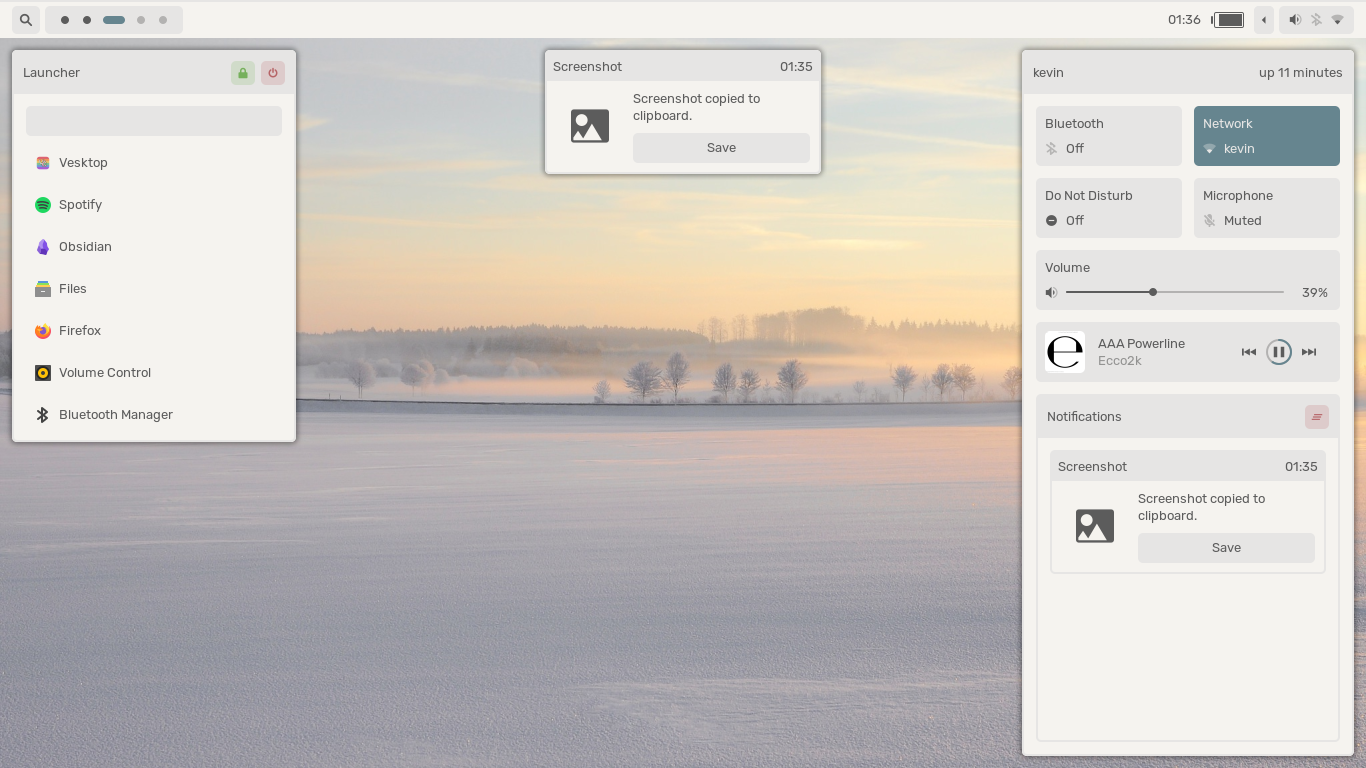 01:36
Launcher
Vesktop
Spotify
Obsidian
Files
Firefox
Volume Control
Bluetooth Manager
Screenshot 01:35
Screenshot copied to
clipboard.
Save
kevin up 11 minutes
Bluetooth
Off
Network
kevin
Do Not Disturb
Off
Microphone
Muted
Volume
39%
AAA Powerline
Ecco2k
Notifications
Screenshot 01:35
Screenshot copied to
clipboard.
Save